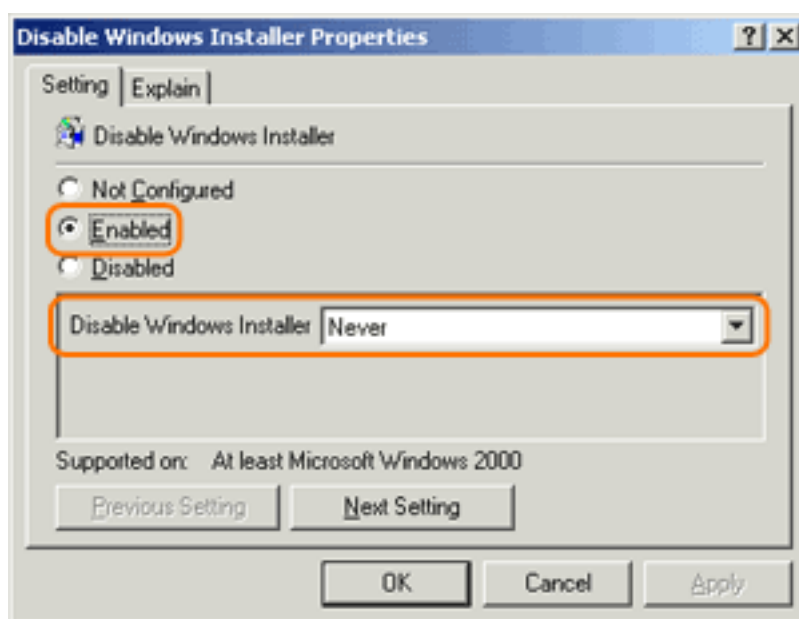 Disable Windows Installer Properties
Setting Explain
Disable Windows Installer
Not Configured
Enabled
Disabled
Disable Windows Installer Never
Supported on: At least Microsoft Windows 2000
Previous Setting Next Setting
OK Cancel Apply